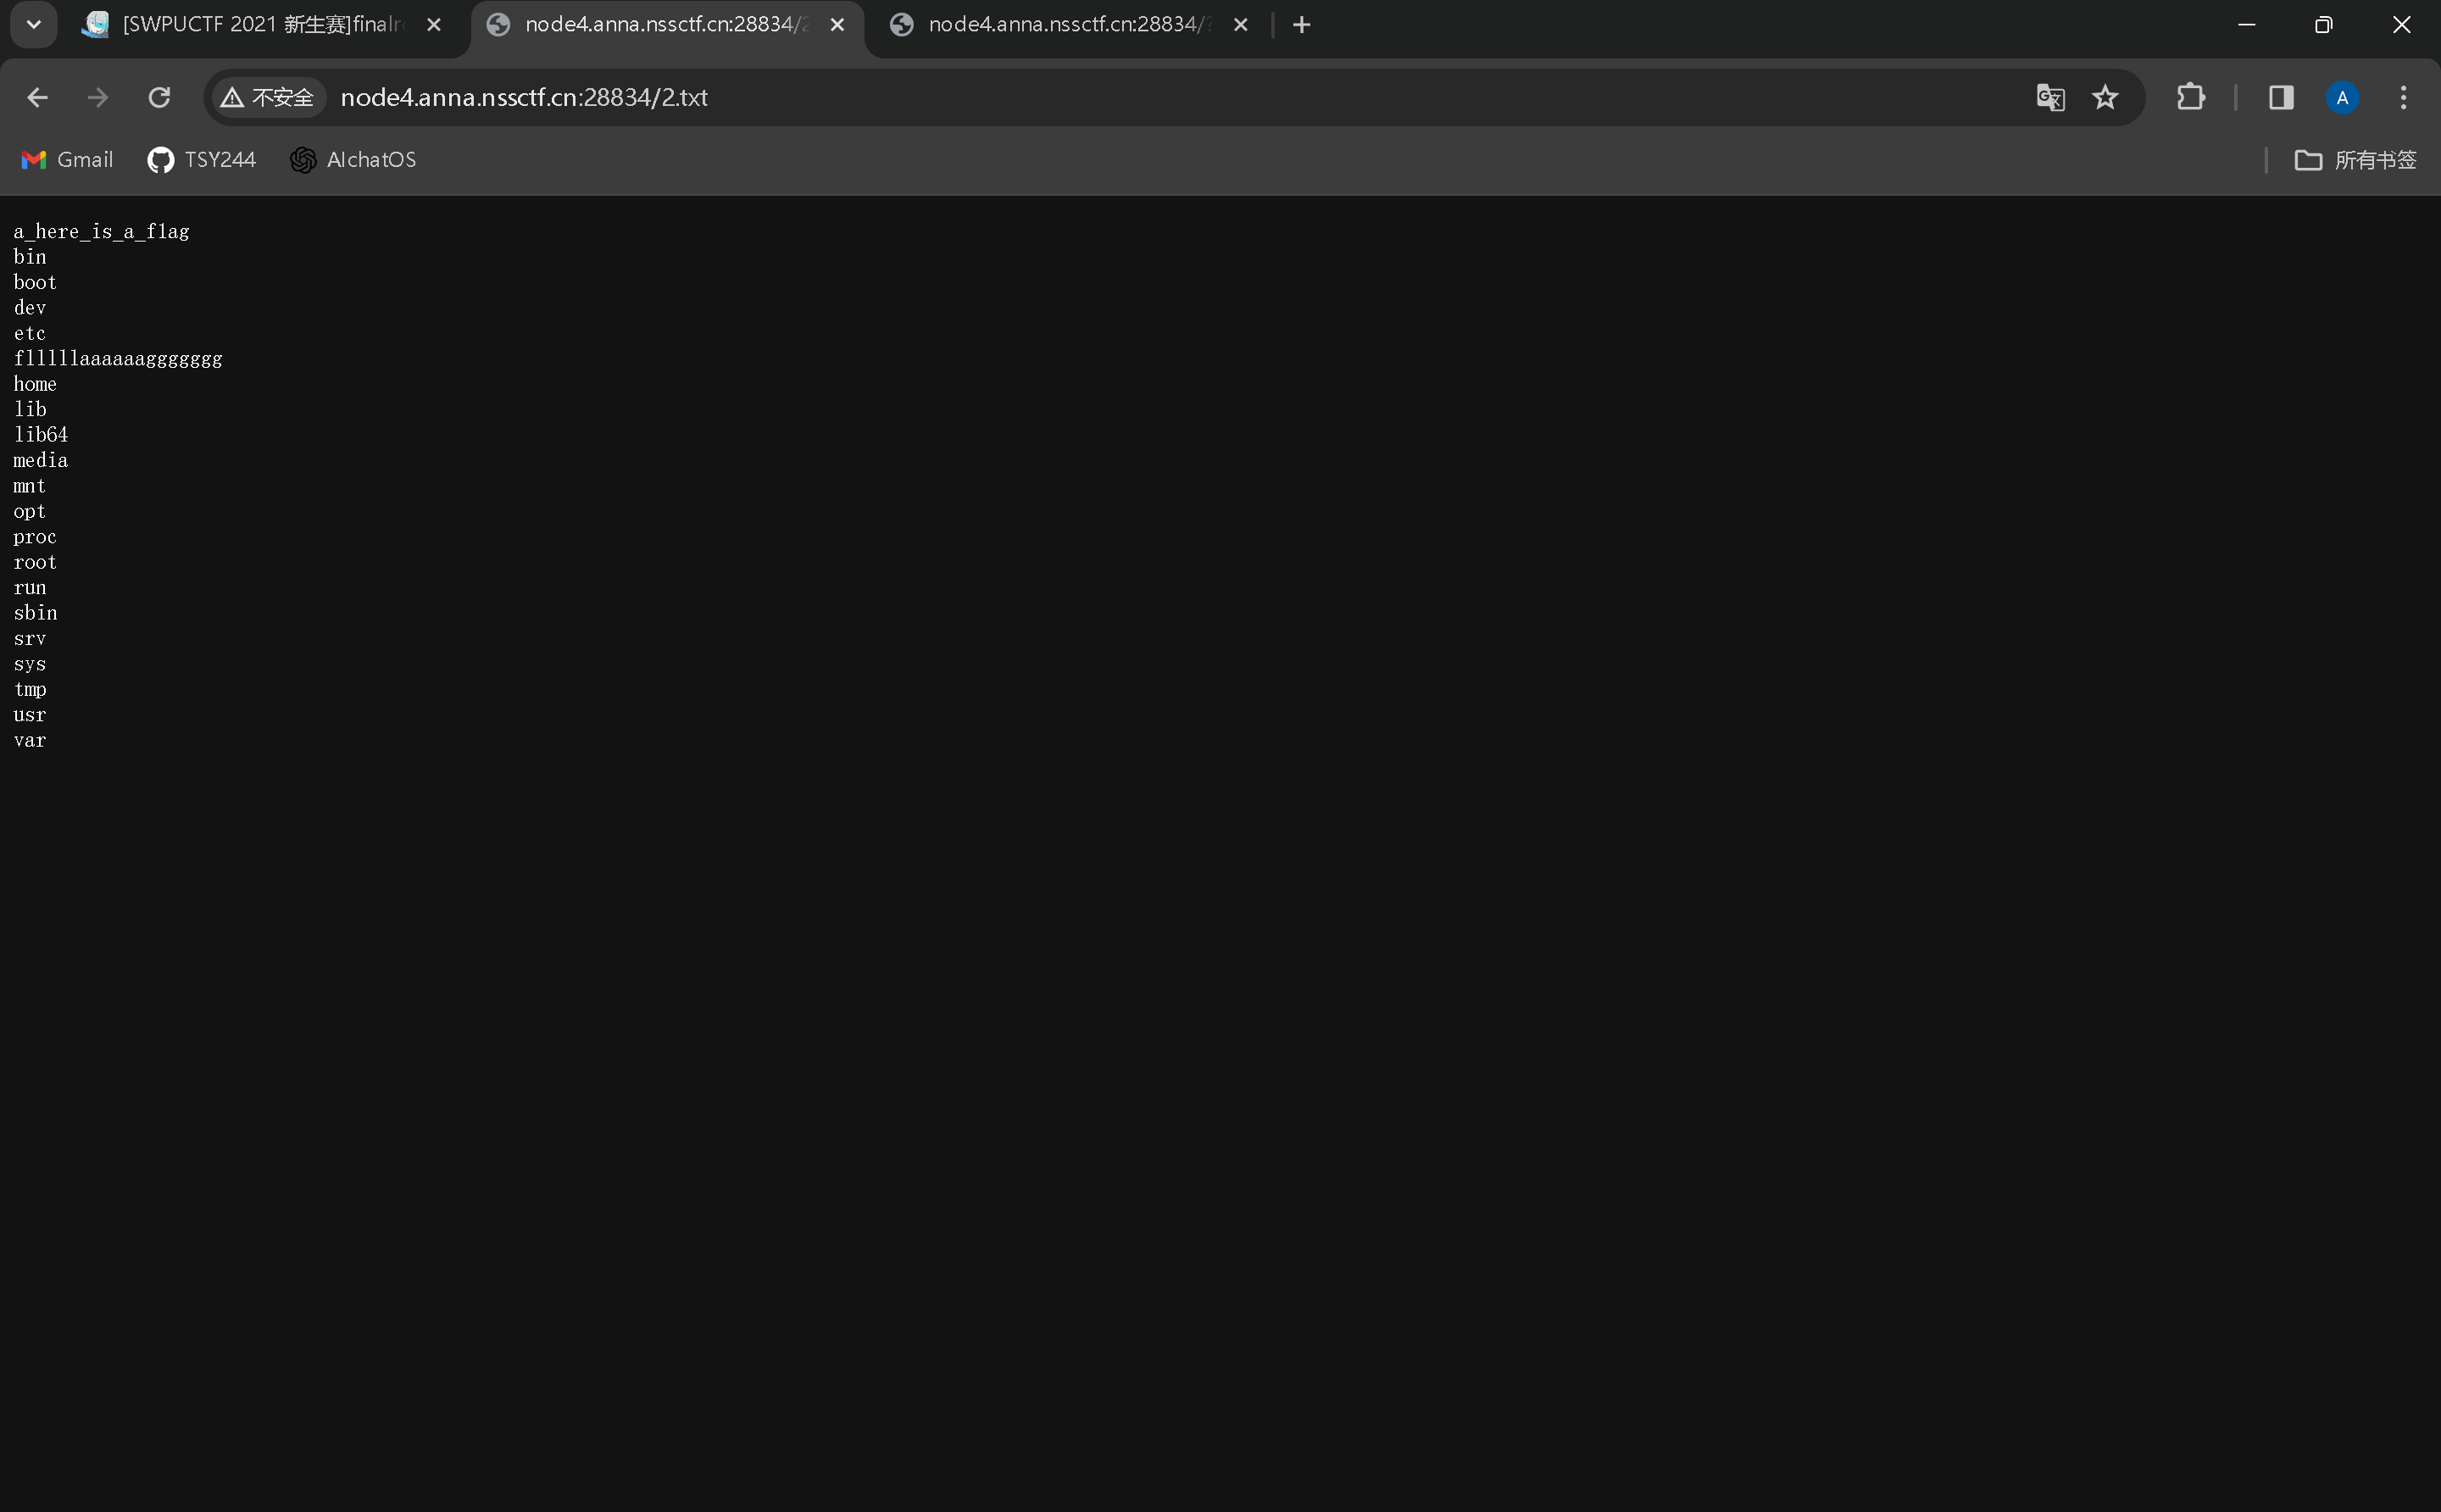 [SWPUCTF 2021 新生赛]finalr
node4.anna.nssctf.cn:28834/2
node4.anna.nssctf.cn:28834/?
不安全
node4.anna.nssctf.cn:28834/2.txt
A
Gmail
TSY244
AIchatOS
所有书签
a_here_is_a_f1ag
bin
boot
dev
etc
flllllaaaaaaggggggg
home
lib
lib64
media
mnt
opt
proc
root
run
sbin
srv
sys
tmp
usr
var